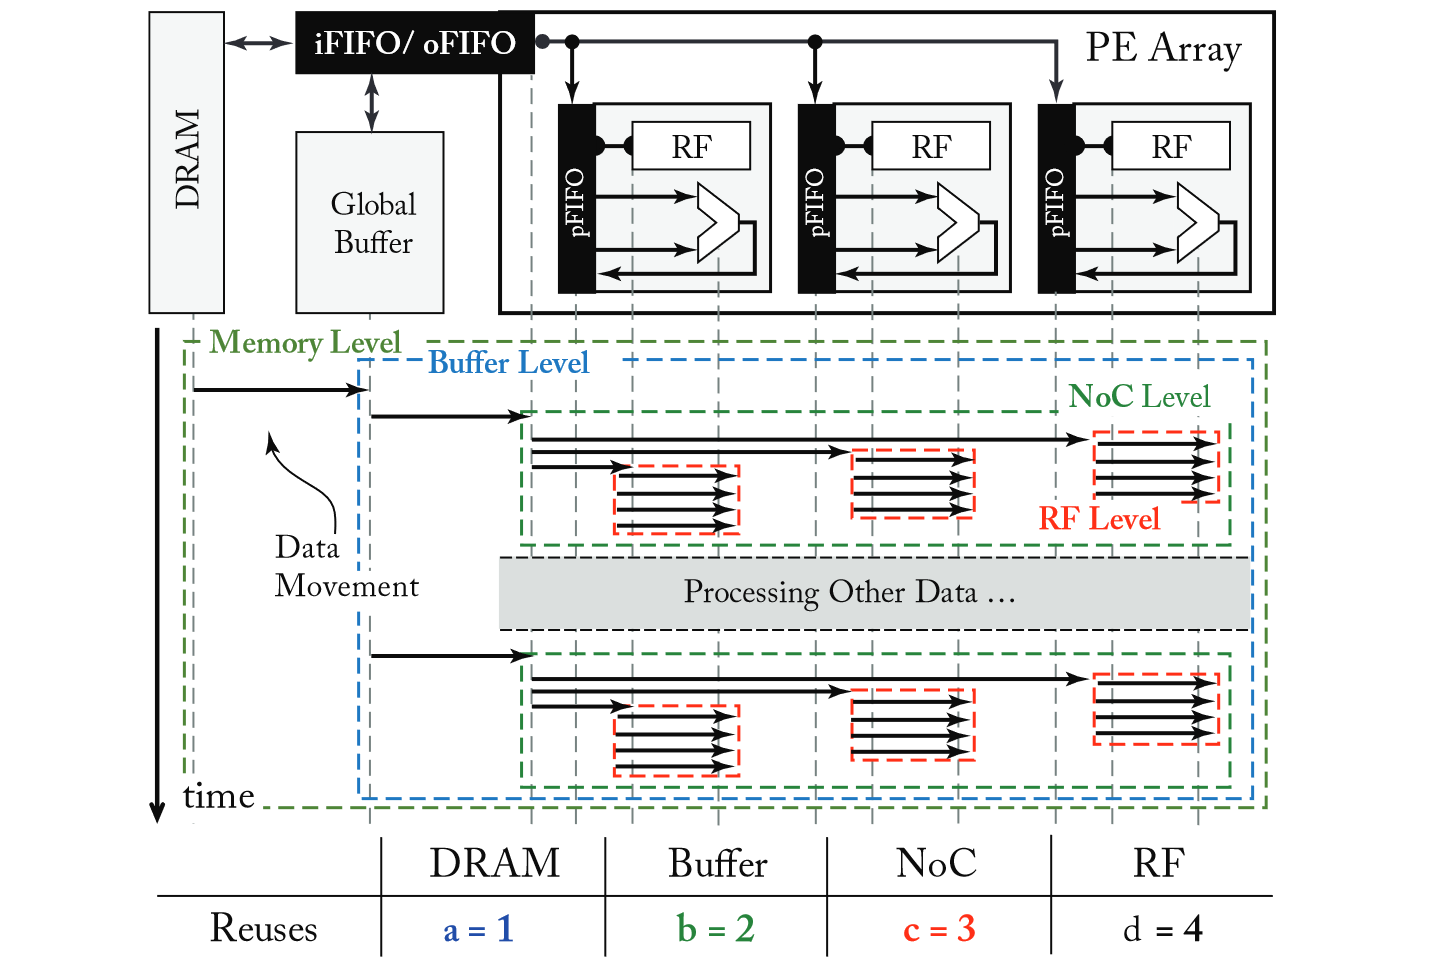 DRAM
iFIFO/ oFIFO
PE Array
Global
Buffer
pFIFO
RF
pFIFO
RF
pFIFO
RF
Memory Level
Buffer Level
NoC Level
RF Level
Data
Movement
Processing Other Data ...
time
DRAM Buffer NoC RF
Reuses a = 1 b = 2 c = 3 d = 4